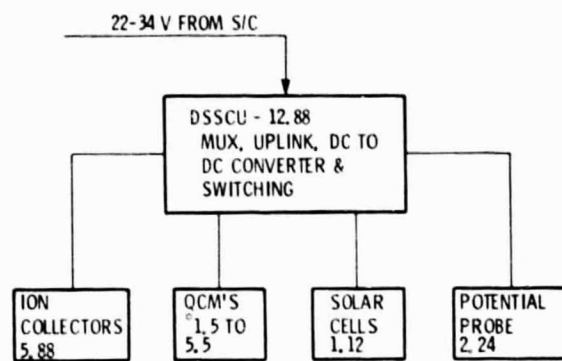 22-34 V FROM S/C
DSSCU - 12.88
MUX, UPLINK, DC TO
DC CONVERTER &
SWITCHING
ION
COLLECTORS
5.88
QCM'S
°1.5 TO
5.5
SOLAR
CELLS
1.12
POTENTIAL
PROBE
2.24